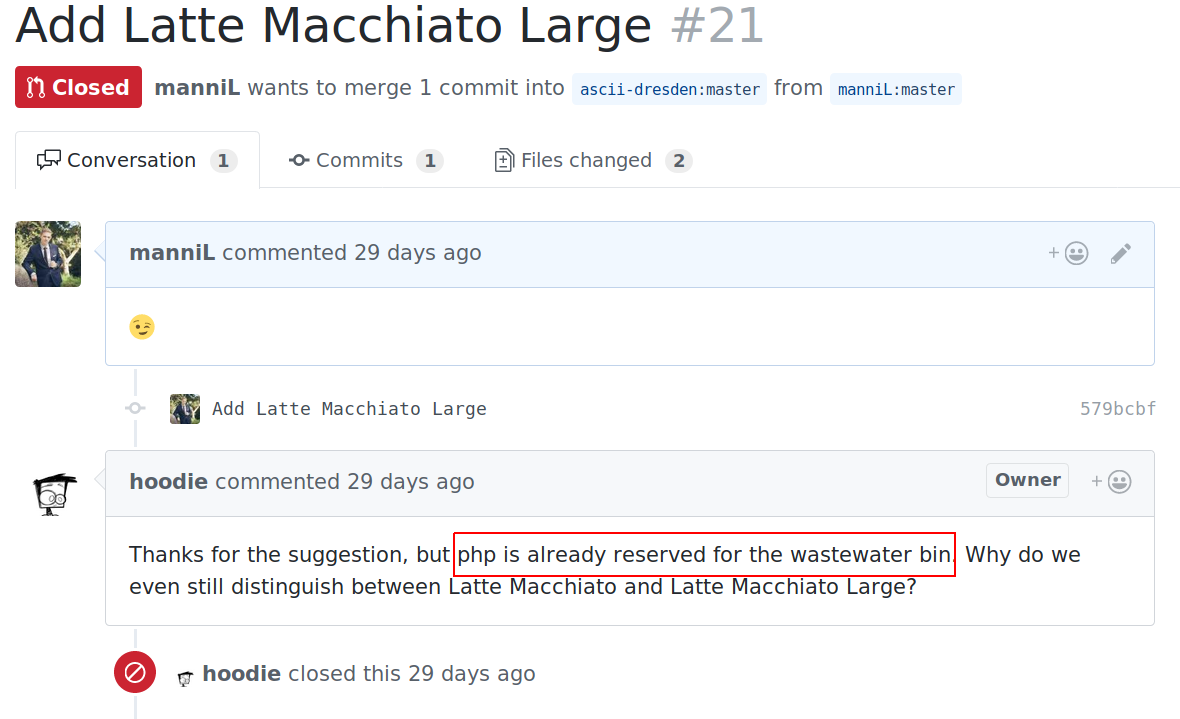 Add Latte Macchiato Large #21
Closed manniL wants to merge 1 commit into ascii-dresden:master from manniL:master
Conversation 1 Commits 1 Files changed 2
manniL commented 29 days ago
Add Latte Macchiato Large 579bcbf
hoodie commented 29 days ago Owner
Thanks for the suggestion, but php is already reserved for the wastewater bin. Why do we
even still distinguish between Latte Macchiato and Latte Macchiato Large?
hoodie closed this 29 days ago